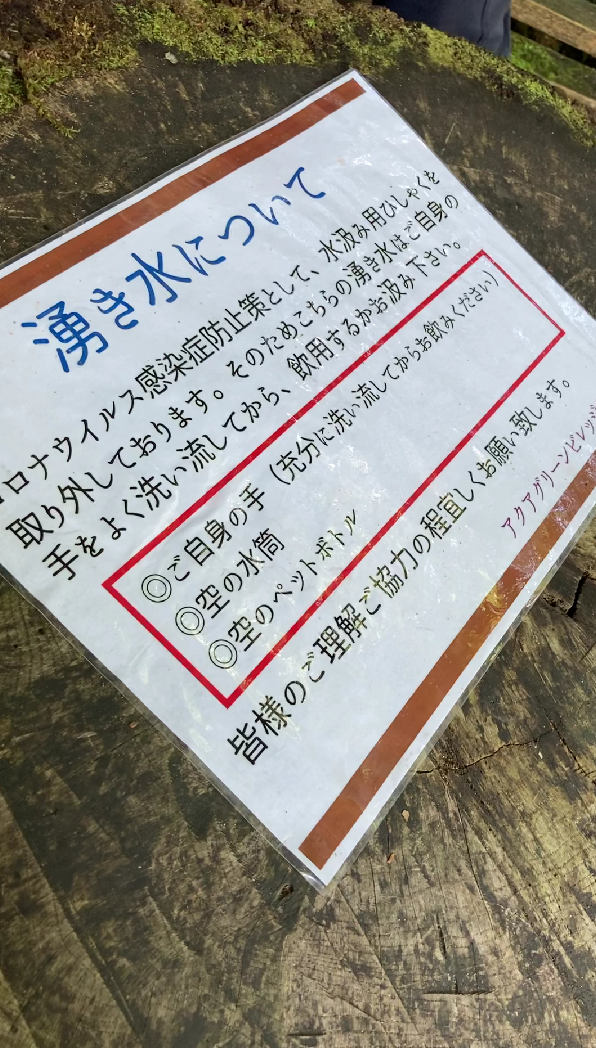 湧き水について
コロナウイルス感染症防止策として、水汲み用ひしゃくを
取り外しております。そのためこちらの湧き水はご自身の
手をよく洗い流してから、飲用するかお汲み下さい。
◎ご自身の手（充分に洗い流してからお飲みください）
◎空の水筒
◎空のペットボトル
皆様のご理解ご協力の程宜しくお願い致します。
アクアグリーンビレッジ